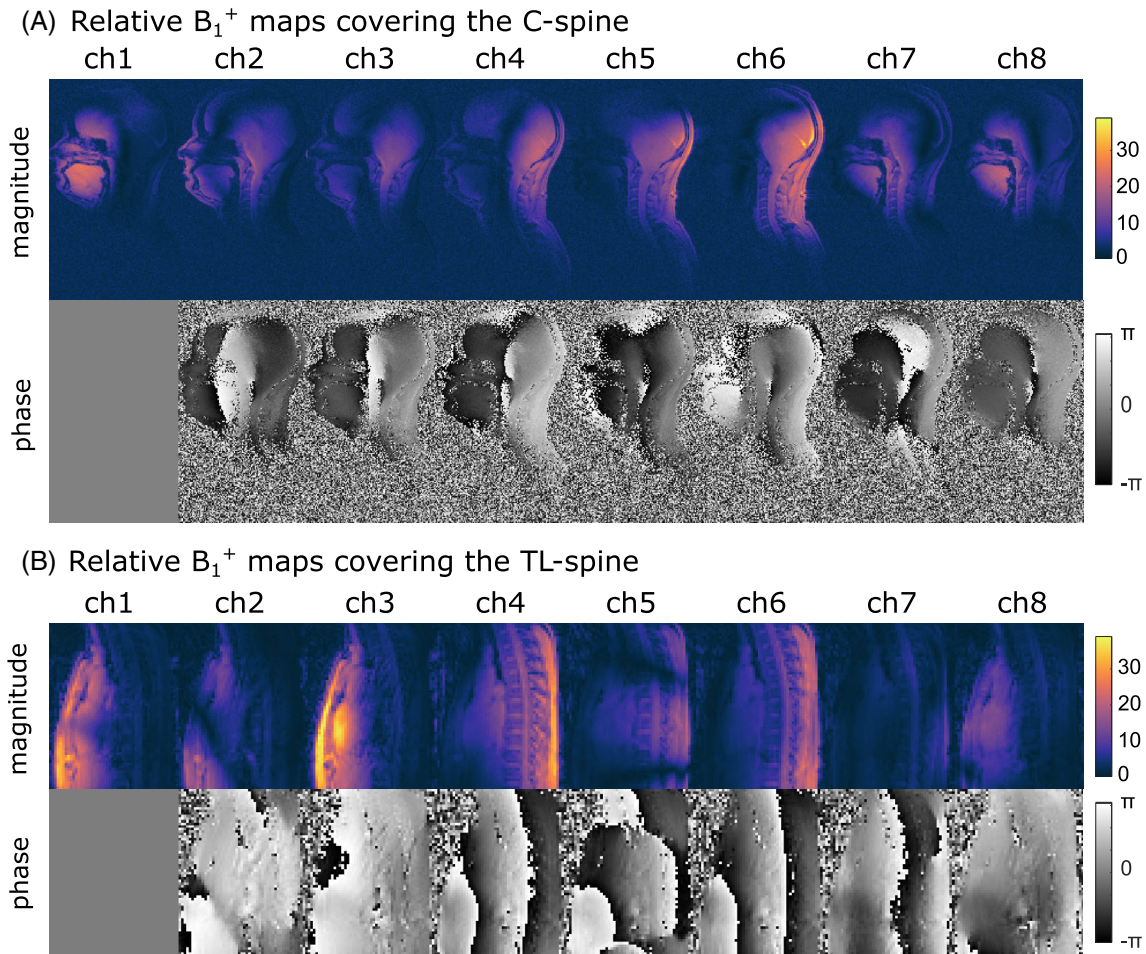 (A) Relative B₁⁺ maps covering the C-spine
ch1 ch2 ch3 ch4 ch5 ch6 ch7 ch8
magnitude
30
20
10
0
phase
π
0
-π
(B) Relative B₁⁺ maps covering the TL-spine
ch1 ch2 ch3 ch4 ch5 ch6 ch7 ch8
magnitude
30
20
10
0
phase
π
0
-π